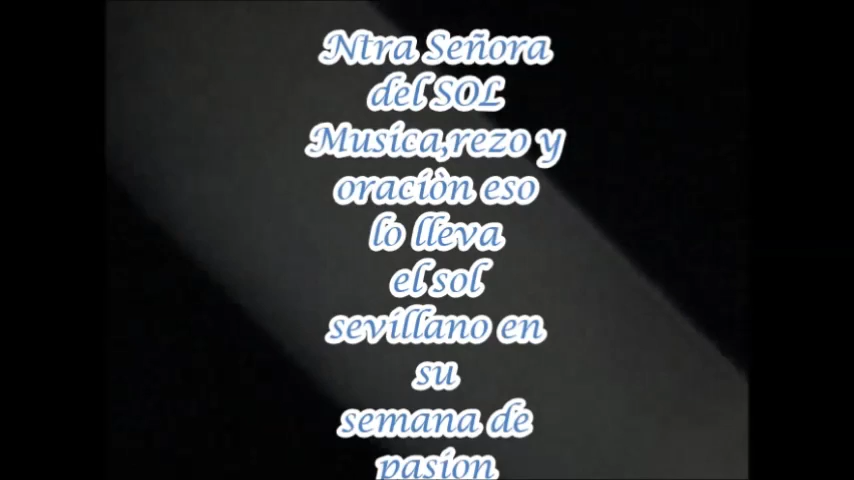 Ntra Señora
del SOL
Musica,rezo y
oraciòn eso
lo lleva
el sol
sevillano en
su
semana de
pasion